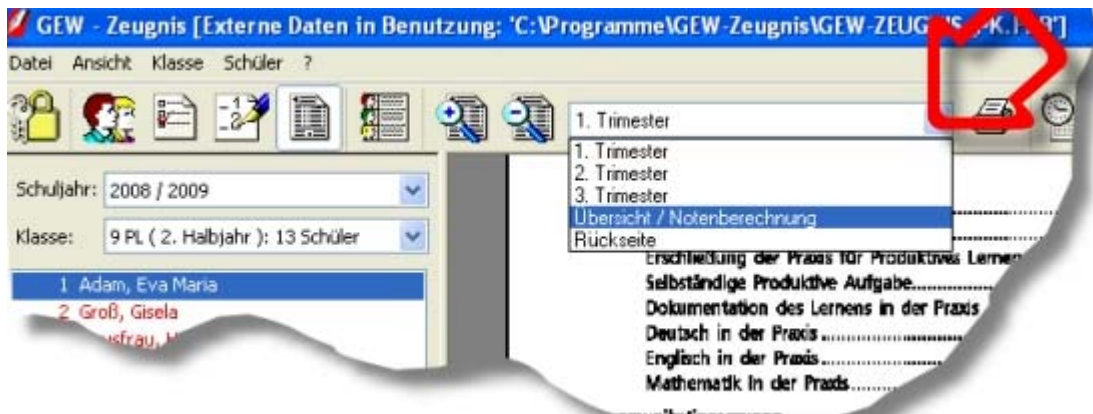 GEW - Zeugnis [Externe Daten in Benutzung: 'C:\Programme\GEW-Zeugnis\GEW-ZEUG
Datei Ansicht Klasse Schüler ?
1. Trimester
1. Trimester
2. Trimester
3. Trimester
Übersicht / Notenberechnung
Rückseite
Schuljahr: 2008 / 2009
Klasse: 9 PL ( 2. Halbjahr ): 13 Schüler
1 Adam, Eva Maria
2 Groß, Gisela
Erschließung der Praxis für Produktives Lernen
Selbständige Produktive Aufgabe
Dokumentation des Lernens in der Praxis
Deutsch in der Praxis
Englisch in der Praxis
Mathematik in der Praxis